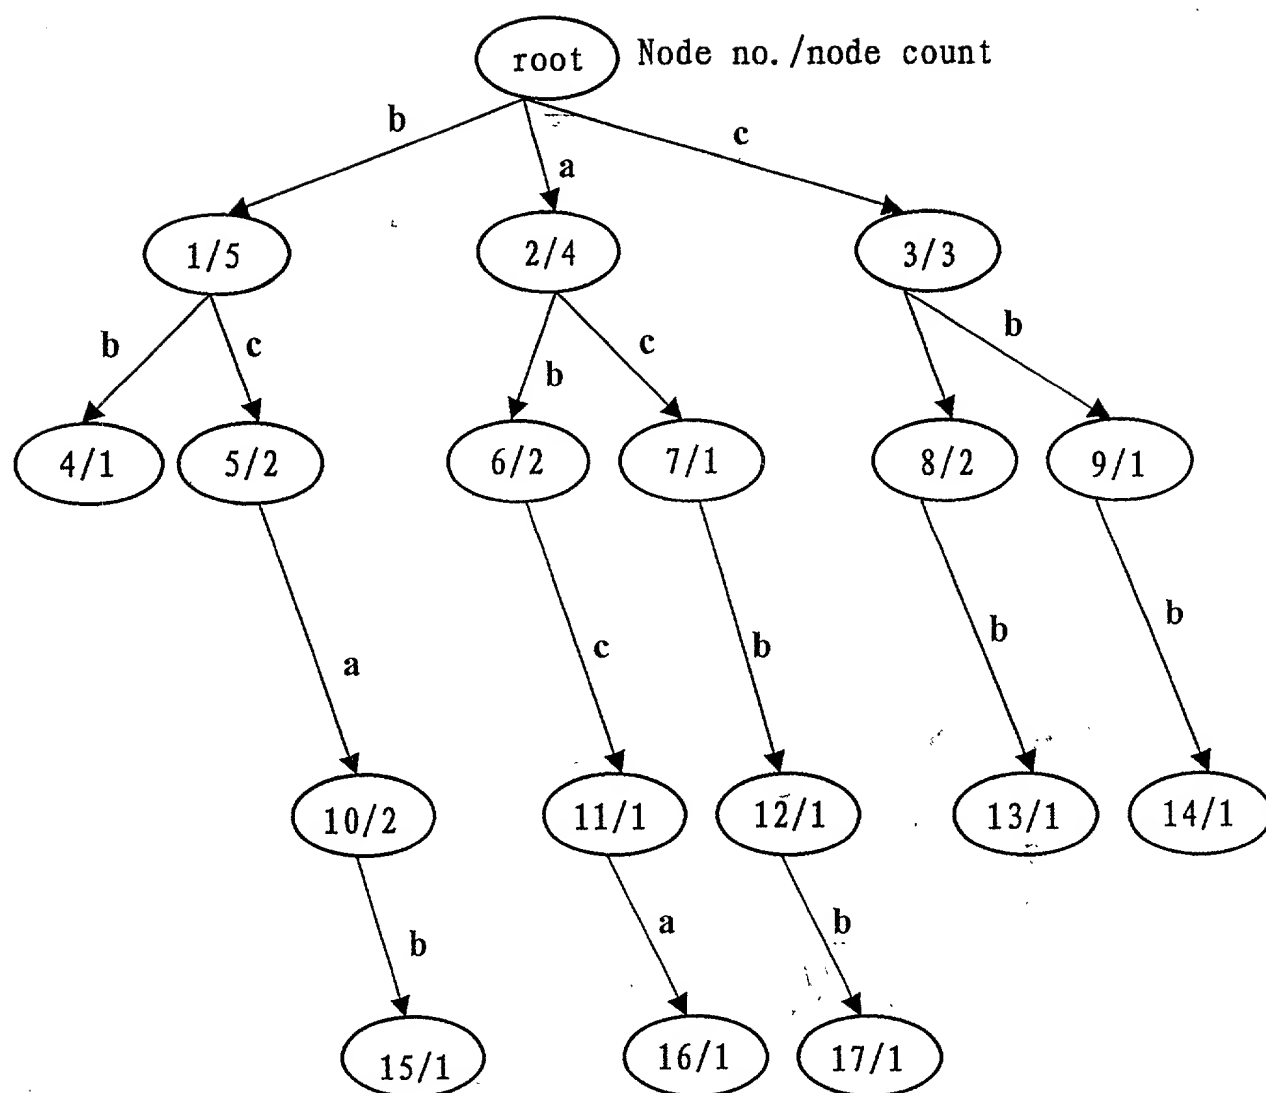 root
Node no./node count
b
a
c
1/5
2/4
3/3
b
c
b
c
b
4/1
5/2
6/2
7/1
8/2
9/1
a
c
b
b
b
10/2
11/1
12/1
13/1
14/1
b
a
b
15/1
16/1
17/1